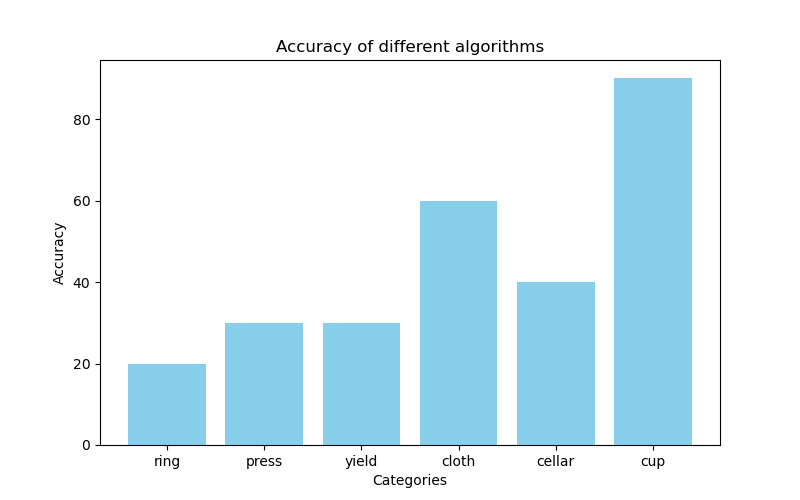 Accuracy of different algorithms
Accuracy
80
60
40
20
0
ring press yield cloth cellar cup
Categories